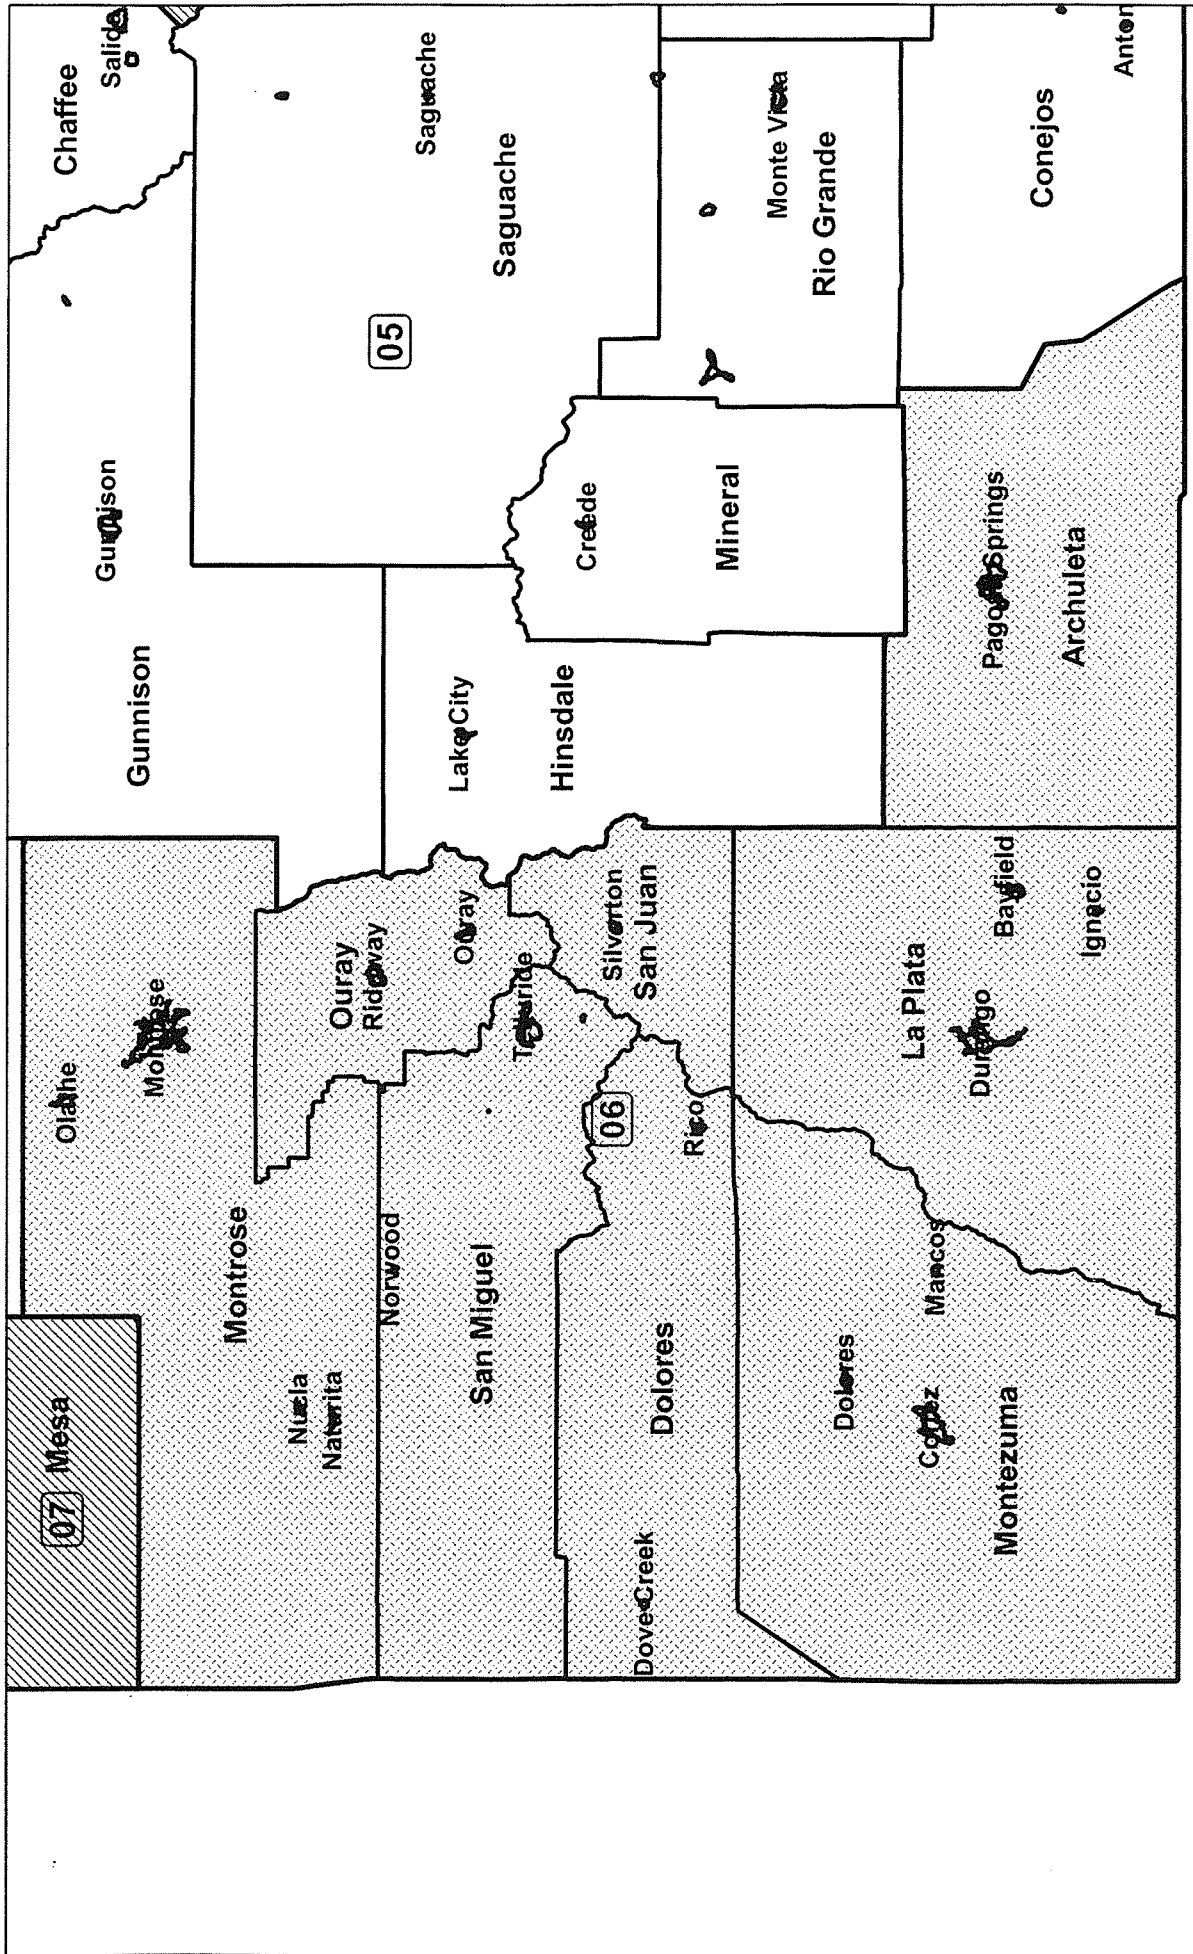 07 Mesa
Olathe
Chaffee
Salida
Gunnison
Gunnison
Montrose
Montrose
Nucla
Naturita
Ouray
Ridgway
Norwood
05
Saguache
Saguache
Lake City
Ouray
San Miguel
Telluride
Hinsdale
Creede
06
Silverton
San Juan
Dove Creek
Dolores
Rico
Mineral
Monte Vista
Rio Grande
Dolores
La Plata
Cortez
Mancos
Durango
Bayfield
Pagosa Springs
Montezuma
Conejos
Archuleta
Ignacio
Anton